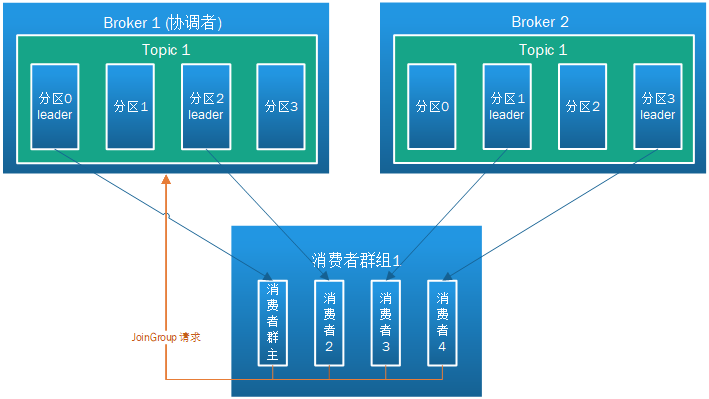 Broker 1 (协调者)
Topic 1
分区0
leader
分区1
分区2
leader
分区3
Broker 2
Topic 1
分区0
分区1
leader
分区2
分区3
leader
消费者群组1
消
费
者
群
主
消
费
者
2
消
费
者
3
消
费
者
4
JoinGroup 请求